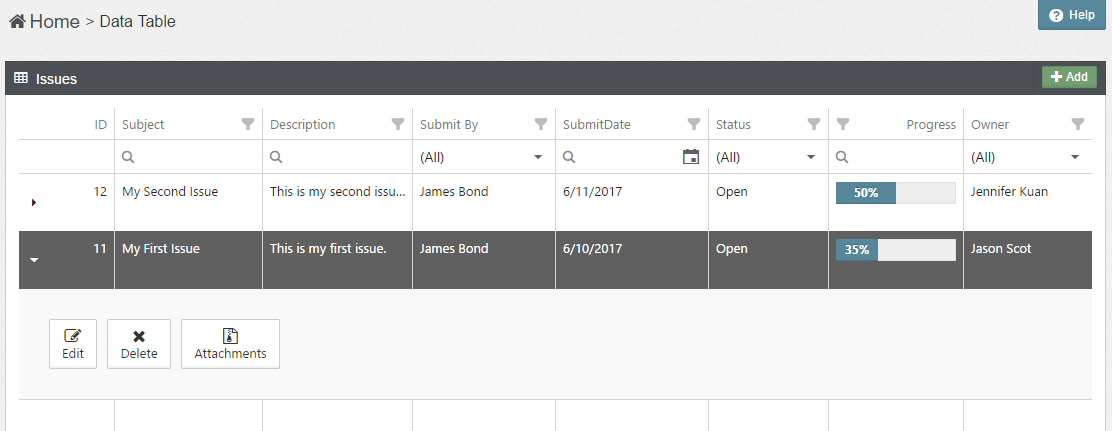 Home > Data Table
Help
Issues
Add
ID Subject Description Submit By SubmitDate Status Progress Owner
(All) (All) (All)
12 My Second Issue This is my second issu... James Bond 6/11/2017 Open 50% Jennifer Kuan
11 My First Issue This is my first issue. James Bond 6/10/2017 Open 35% Jason Scot
Edit Delete Attachments